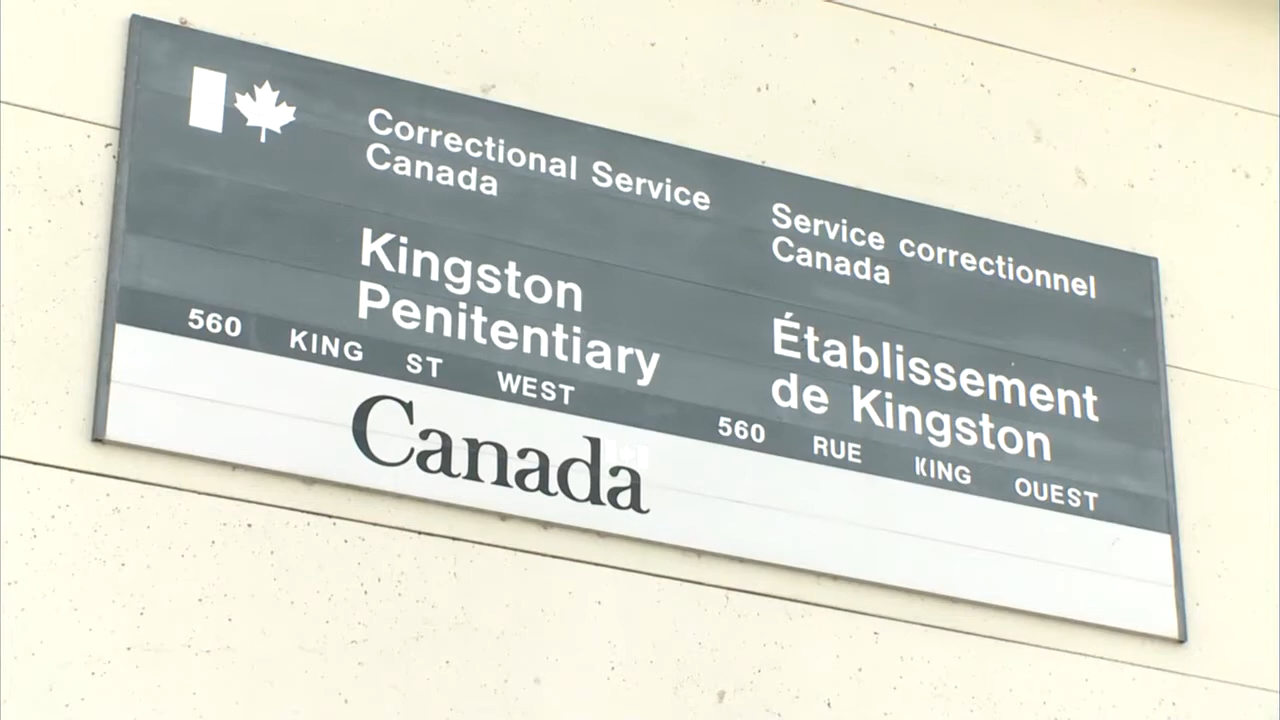 Correctional Service
Canada
Service correctionnel
Canada
Kingston
Penitentiary
Établissement
de Kingston
560 KING ST WEST
560 RUE KING OUEST
Canada